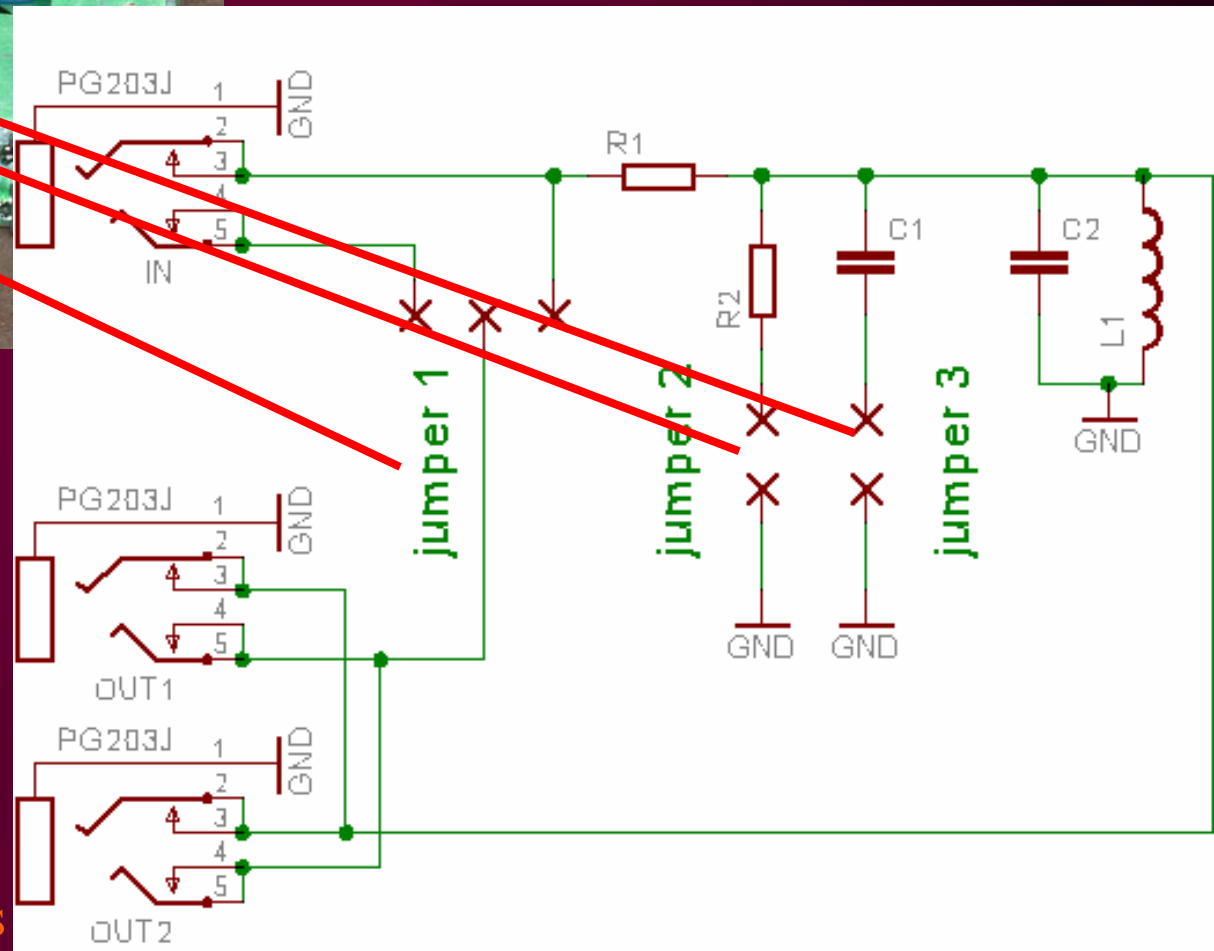 PG203J
1
GND
2
3
4
5
IN
R1
R2
C1
C2
L1
GND
jumper 1
jumper 2
jumper 3
GND
GND
PG203J
1
GND
2
3
4
5
OUT1
PG203J
1
GND
2
3
4
5
OUT2
s